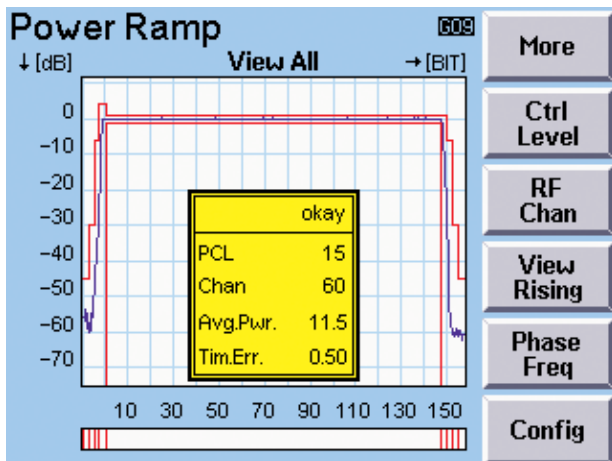 Power Ramp
G09
↓ [dB] View All → [BIT]
0
-10
-20
-30
-40
-50
-60
-70
okay
PCL 15
Chan 60
Avg.Pwr. 11.5
Tim.Err. 0.50
10 30 50 70 90 110 130 150
More
Ctrl
Level
RF
Chan
View
Rising
Phase
Freq
Config